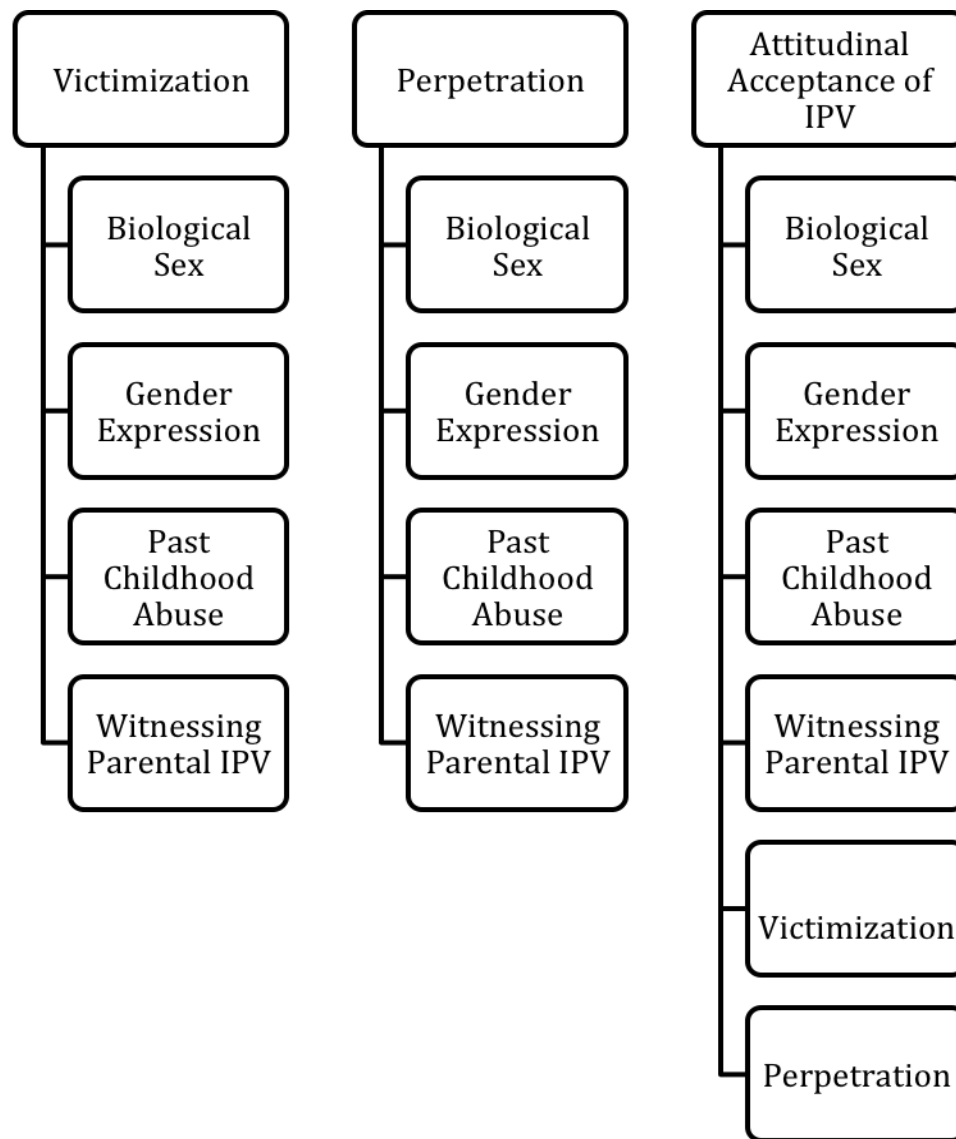 Victimization
Biological
Sex
Gender
Expression
Past
Childhood
Abuse
Witnessing
Parental IPV
Perpetration
Biological
Sex
Gender
Expression
Past
Childhood
Abuse
Witnessing
Parental IPV
Attitudinal
Acceptance of
IPV
Biological
Sex
Gender
Expression
Past
Childhood
Abuse
Witnessing
Parental IPV
Victimization
Perpetration